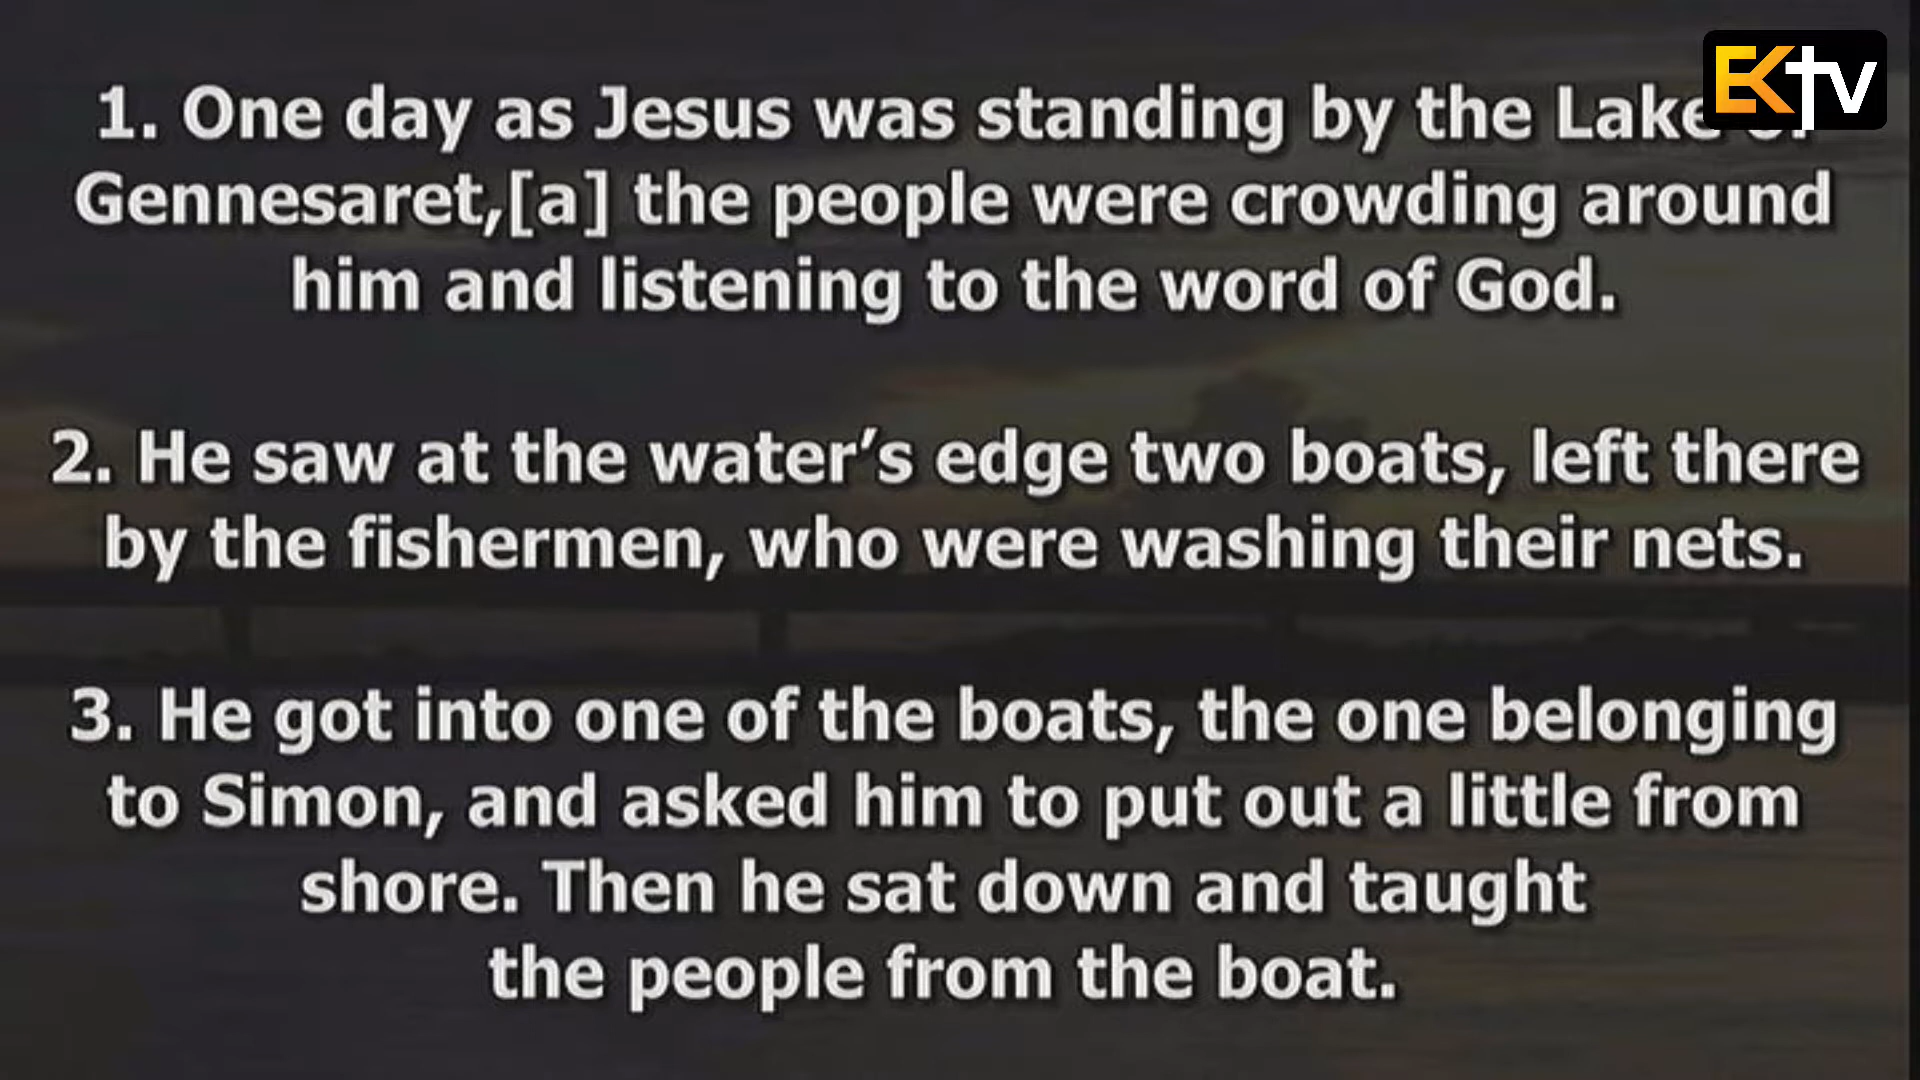 EKTV
1. One day as Jesus was standing by the Lake of
Gennesaret,[a] the people were crowding around
him and listening to the word of God.
2. He saw at the water’s edge two boats, left there
by the fishermen, who were washing their nets.
3. He got into one of the boats, the one belonging
to Simon, and asked him to put out a little from
shore. Then he sat down and taught
the people from the boat.